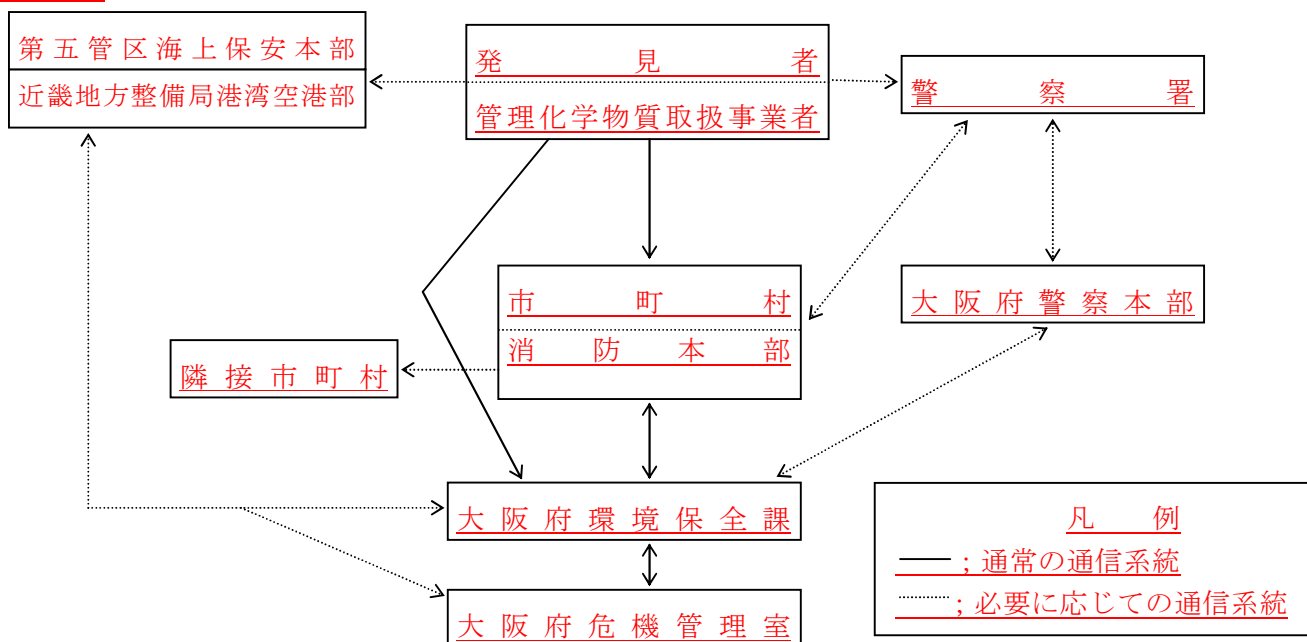 第五管区海上保安本部
近畿地方整備局港湾空港部
発見者
管理化学物質取扱事業者
警察署
市町村
消防本部
大阪府警察本部
隣接市町村
大阪府環境保全課
大阪府危機管理室
凡例
；通常の通信系統
；必要に応じての通信系統